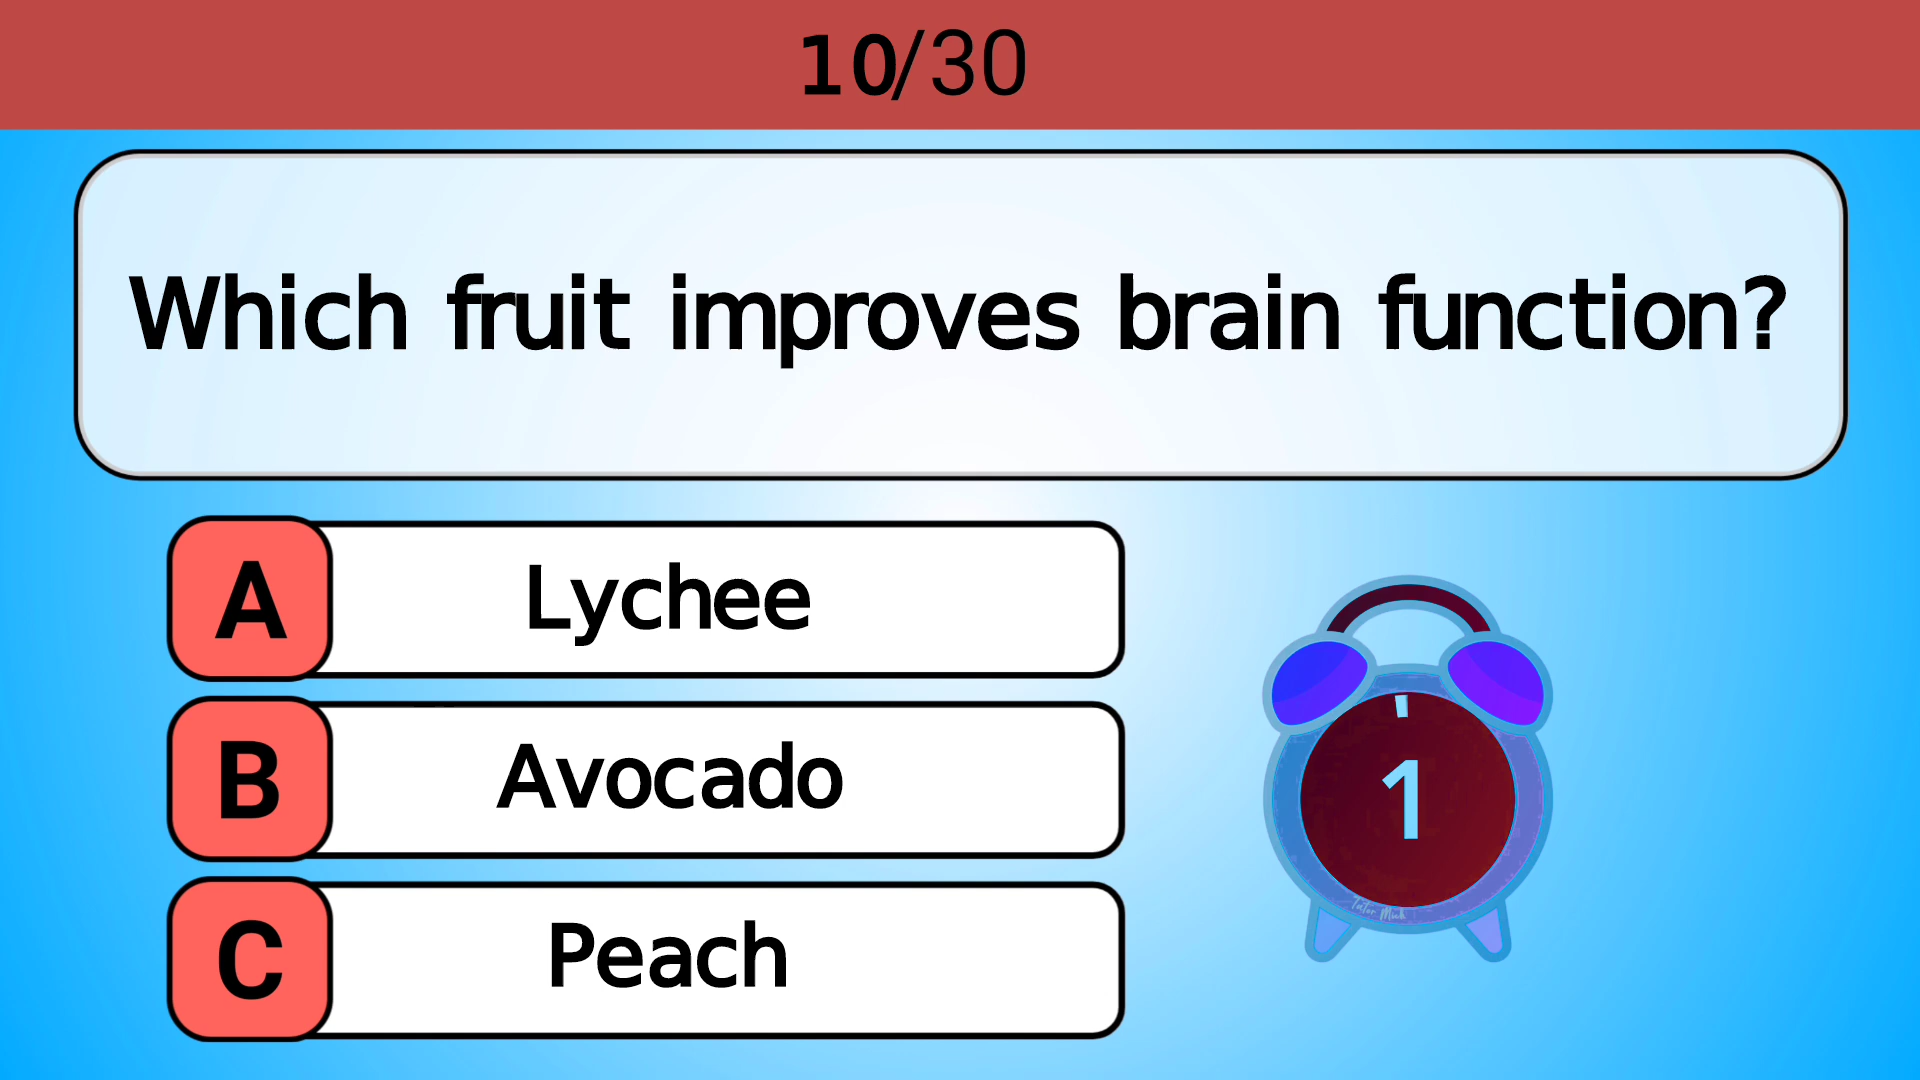 10/30
Which fruit improves brain function?
A Lychee
B Avocado
C Peach
1